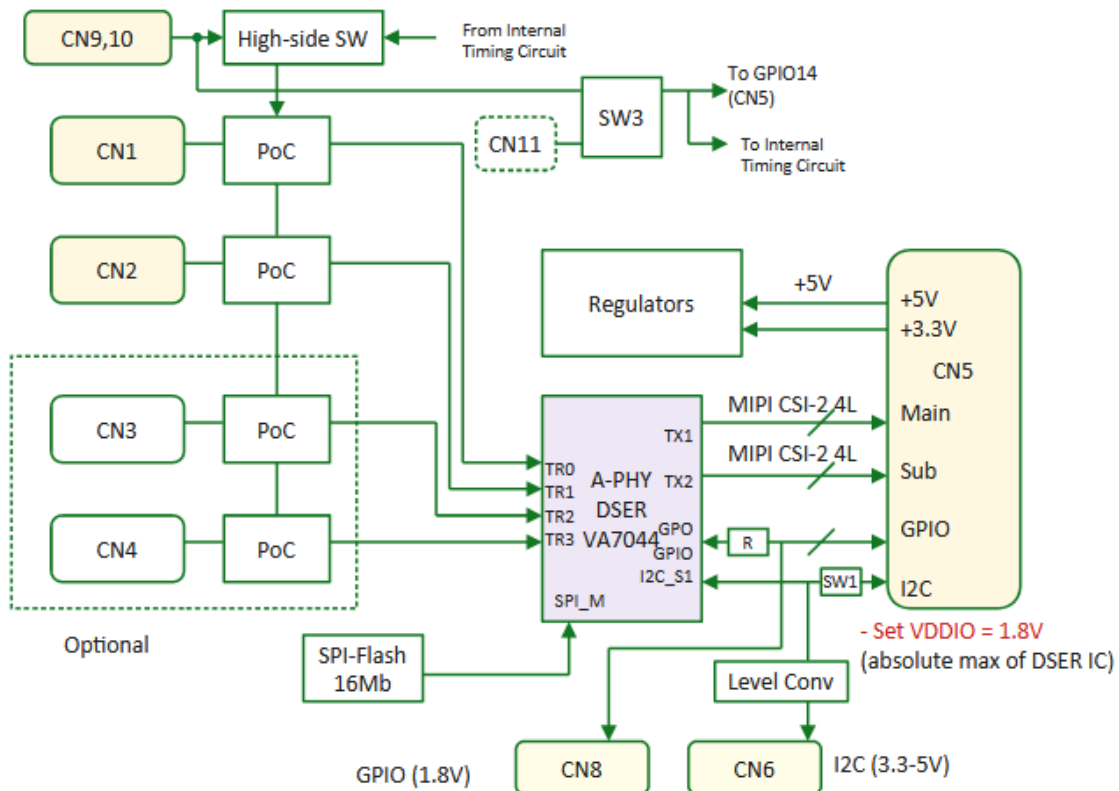 CN9,10
High-side SW
From Internal
Timing Circuit
To GPIO14
(CN5)
SW3
CN11
To Internal
Timing Circuit
CN1
PoC
CN2
PoC
Regulators
+5V
+5V
+3.3V
CN5
CN3
PoC
MIPI CSI-2 4L
Main
TX1
MIPI CSI-2 4L
TR0
A-PHY
TX2
Sub
TR1
DSER
TR2
VA7044
GPO
R
GPIO
CN4
PoC
TR3
GPIO
I2C_S1
SW1
I2C
SPI_M
- Set VDDIO = 1.8V
(absolute max of DSER IC)
Optional
SPI-Flash
16Mb
Level Conv
GPIO (1.8V)
CN8
CN6
I2C (3.3-5V)